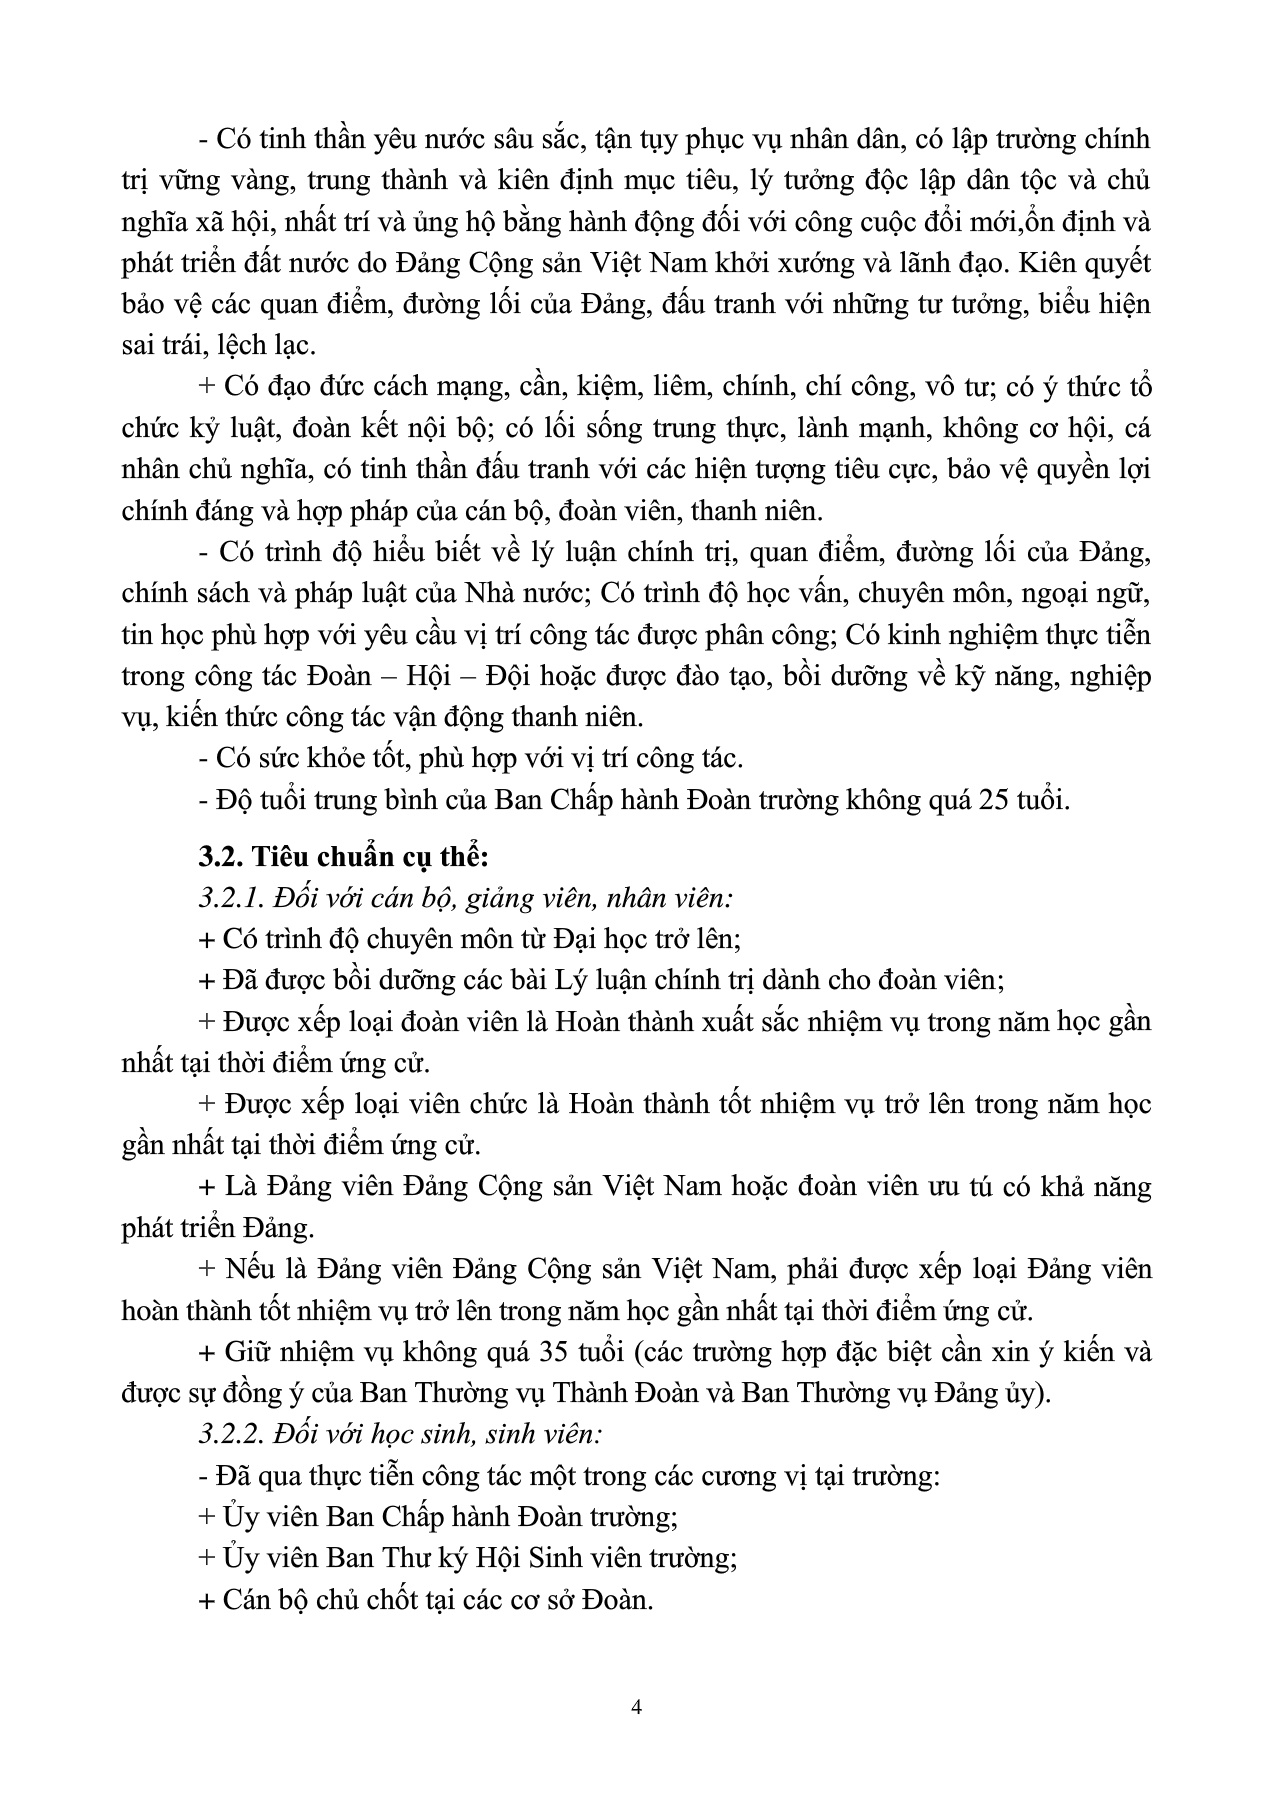 - Có tinh thần yêu nước sâu sắc, tận tụy phục vụ nhân dân, có lập trường chính
trị vững vàng, trung thành và kiên định mục tiêu, lý tưởng độc lập dân tộc và chủ
nghĩa xã hội, nhất trí và ủng hộ bằng hành động đối với công cuộc đổi mới,ổn định và
phát triển đất nước do Đảng Cộng sản Việt Nam khởi xướng và lãnh đạo. Kiên quyết
bảo vệ các quan điểm, đường lối của Đảng, đấu tranh với những tư tưởng, biểu hiện
sai trái, lệch lạc.
+ Có đạo đức cách mạng, cần, kiệm, liêm, chính, chí công, vô tư; có ý thức tổ
chức kỷ luật, đoàn kết nội bộ; có lối sống trung thực, lành mạnh, không cơ hội, cá
nhân chủ nghĩa, có tinh thần đấu tranh với các hiện tượng tiêu cực, bảo vệ quyền lợi
chính đáng và hợp pháp của cán bộ, đoàn viên, thanh niên.
- Có trình độ hiểu biết về lý luận chính trị, quan điểm, đường lối của Đảng,
chính sách và pháp luật của Nhà nước; Có trình độ học vấn, chuyên môn, ngoại ngữ,
tin học phù hợp với yêu cầu vị trí công tác được phân công; Có kinh nghiệm thực tiễn
trong công tác Đoàn – Hội – Đội hoặc được đào tạo, bồi dưỡng về kỹ năng, nghiệp
vụ, kiến thức công tác vận động thanh niên.
- Có sức khỏe tốt, phù hợp với vị trí công tác.
- Độ tuổi trung bình của Ban Chấp hành Đoàn trường không quá 25 tuổi.
3.2. Tiêu chuẩn cụ thể:
3.2.1. Đối với cán bộ, giảng viên, nhân viên:
+ Có trình độ chuyên môn từ Đại học trở lên;
+ Đã được bồi dưỡng các bài Lý luận chính trị dành cho đoàn viên;
+ Được xếp loại đoàn viên là Hoàn thành xuất sắc nhiệm vụ trong năm học gần
nhất tại thời điểm ứng cử.
+ Được xếp loại viên chức là Hoàn thành tốt nhiệm vụ trở lên trong năm học
gần nhất tại thời điểm ứng cử.
+ Là Đảng viên Đảng Cộng sản Việt Nam hoặc đoàn viên ưu tú có khả năng
phát triển Đảng.
+ Nếu là Đảng viên Đảng Cộng sản Việt Nam, phải được xếp loại Đảng viên
hoàn thành tốt nhiệm vụ trở lên trong năm học gần nhất tại thời điểm ứng cử.
+ Giữ nhiệm vụ không quá 35 tuổi (các trường hợp đặc biệt cần xin ý kiến và
được sự đồng ý của Ban Thường vụ Thành Đoàn và Ban Thường vụ Đảng ủy).
3.2.2. Đối với học sinh, sinh viên:
- Đã qua thực tiễn công tác một trong các cương vị tại trường:
+ Ủy viên Ban Chấp hành Đoàn trường;
+ Ủy viên Ban Thư ký Hội Sinh viên trường;
+ Cán bộ chủ chốt tại các cơ sở Đoàn.
4